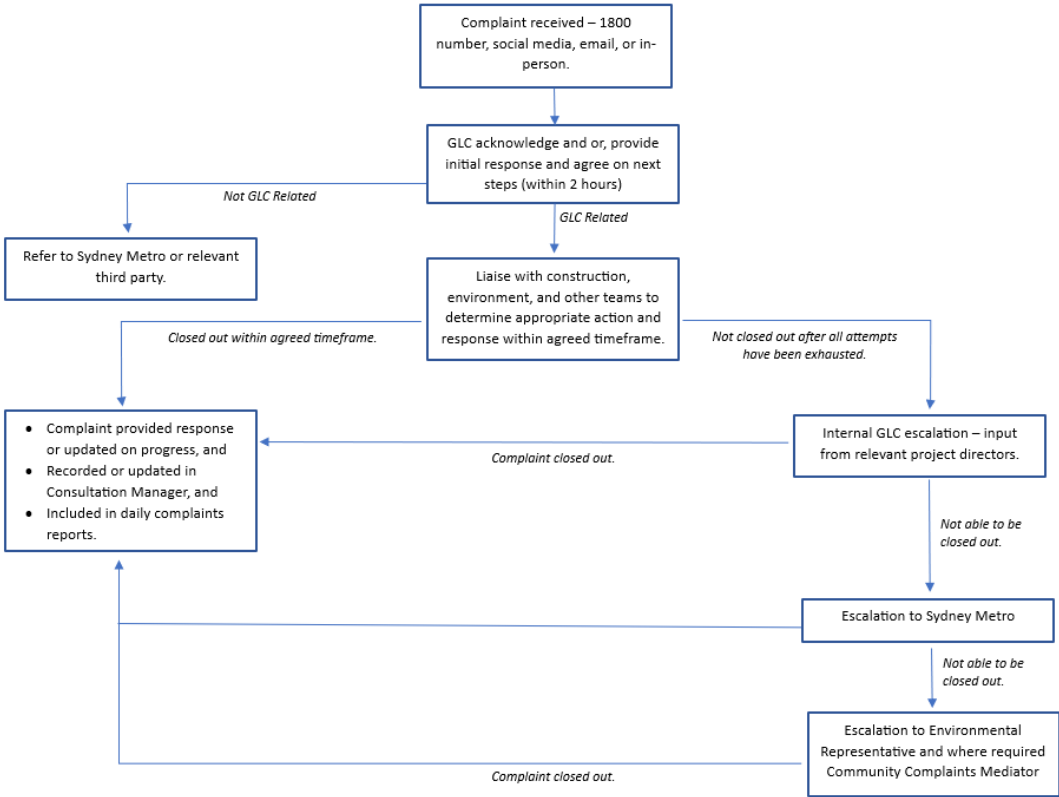 Complaint received – 1800
number, social media, email, or in-
person.
GLC acknowledge and or, provide
initial response and agree on next
steps (within 2 hours)
Not GLC Related
GLC Related
Refer to Sydney Metro or relevant
third party.
Liaise with construction,
environment, and other teams to
determine appropriate action and
response within agreed timeframe.
Closed out within agreed timeframe.
Not closed out after all attempts
have been exhausted.
• Complaint provided response
or updated on progress, and
• Recorded or updated in
Consultation Manager, and
• Included in daily complaints
reports.
Complaint closed out.
Internal GLC escalation – input
from relevant project directors.
Not able to be
closed out.
Escalation to Sydney Metro
Not able to be
closed out.
Escalation to Environmental
Representative and where required
Community Complaints Mediator
Complaint closed out.